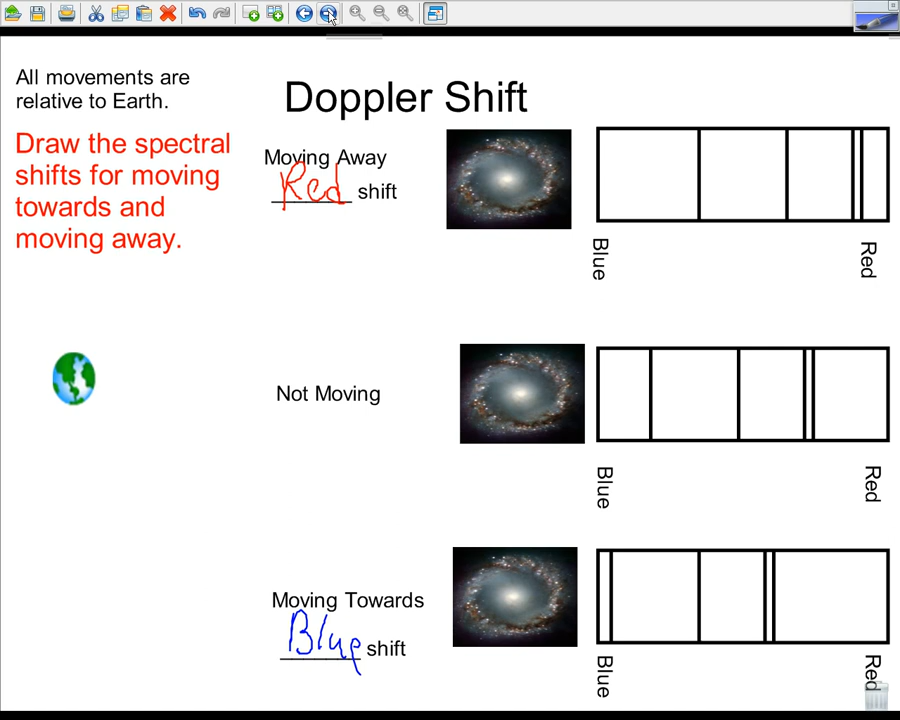 All movements are
relative to Earth.
Doppler Shift
Draw the spectral
shifts for moving
towards and
moving away.
Moving Away
Red shift
Blue
Red
Not Moving
Blue
Red
Moving Towards
Blue shift
Blue
Red